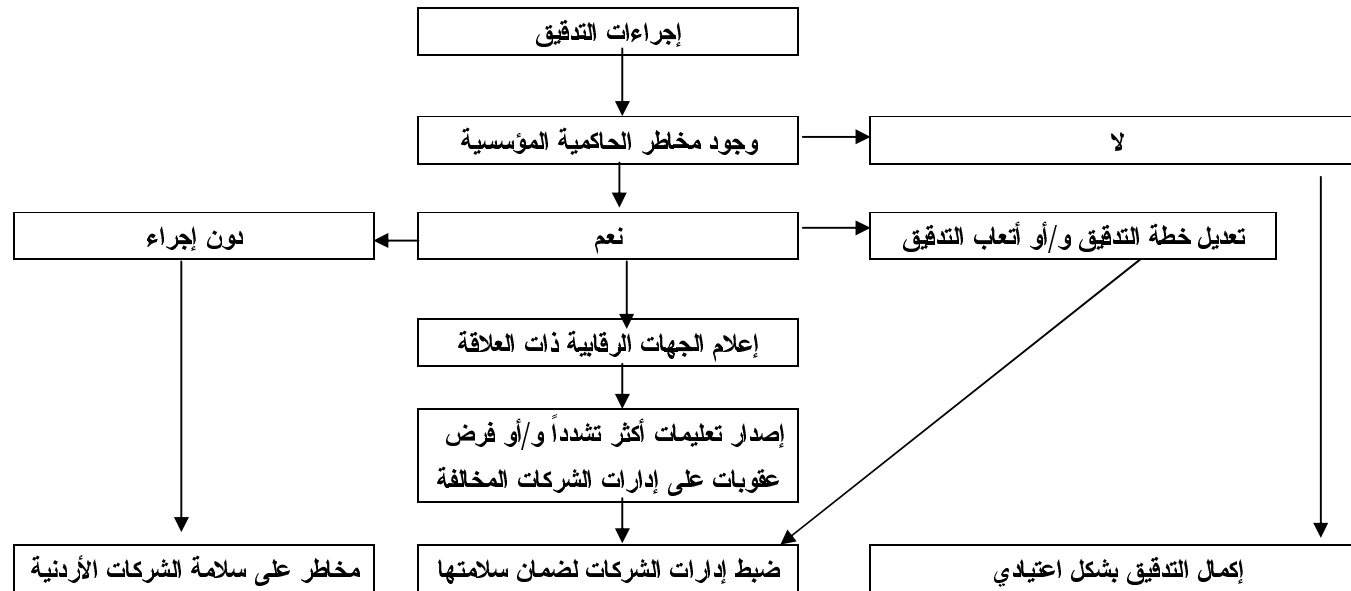 إجراءات التدقيق
وجود مخاطر الحاكمية المؤسسية
لا
نعم
تعديل خطة التدقيق و/أو أتعاب التدقيق
دون إجراء
إعلام الجهات الرقابية ذات العلاقة
إصدار تعليمات أكثر تشدداً و/أو فرض
عقوبات على إدارات الشركات المخالفة
إكمال التدقيق بشكل اعتيادي
ضبط إدارات الشركات لضمان سلامتها
مخاطر على سلامة الشركات الأردنية